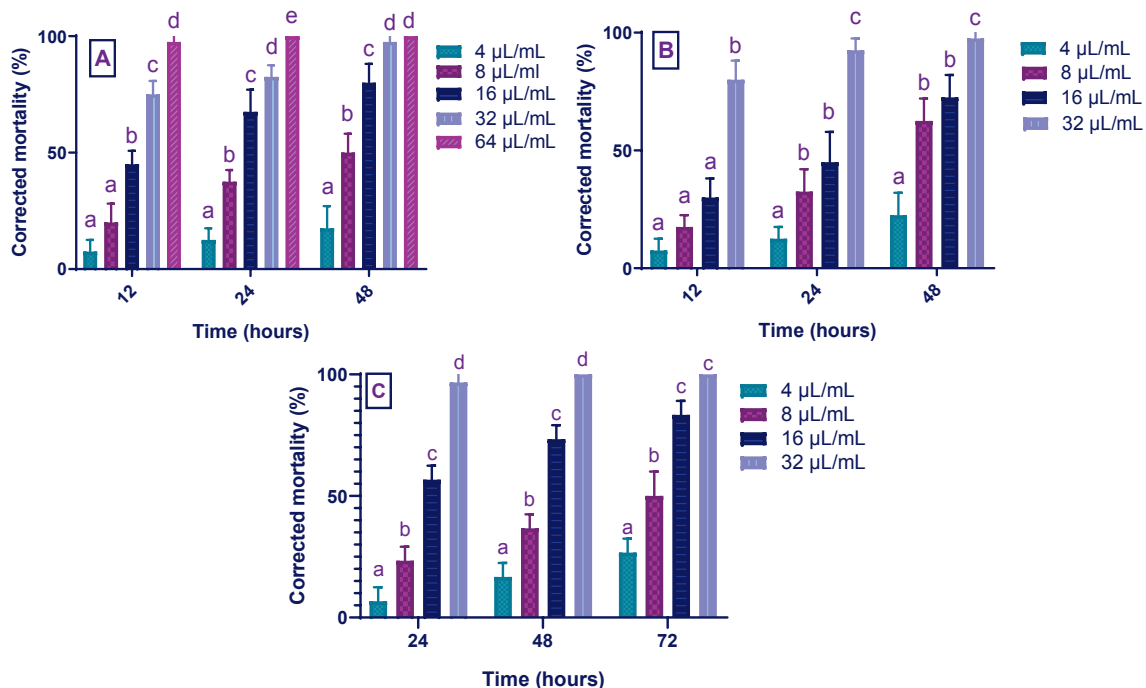 A
Corrected mortality (%)
100
50
0
a a b c d
a b c d e
a b c d d
12 24 48
Time (hours)
4 µL/mL
8 µL/ml
16 µL/mL
32 µL/mL
64 µL/mL
B
Corrected mortality (%)
100
50
0
a a a b
a b b c
a b b c
12 24 48
Time (hours)
4 µL/mL
8 µL/mL
16 µL/mL
32 µL/mL
C
Corrected mortality (%)
100
50
0
a b c d
a b c d
a b c c
24 48 72
Time (hours)
4 µL/mL
8 µL/mL
16 µL/mL
32 µL/mL